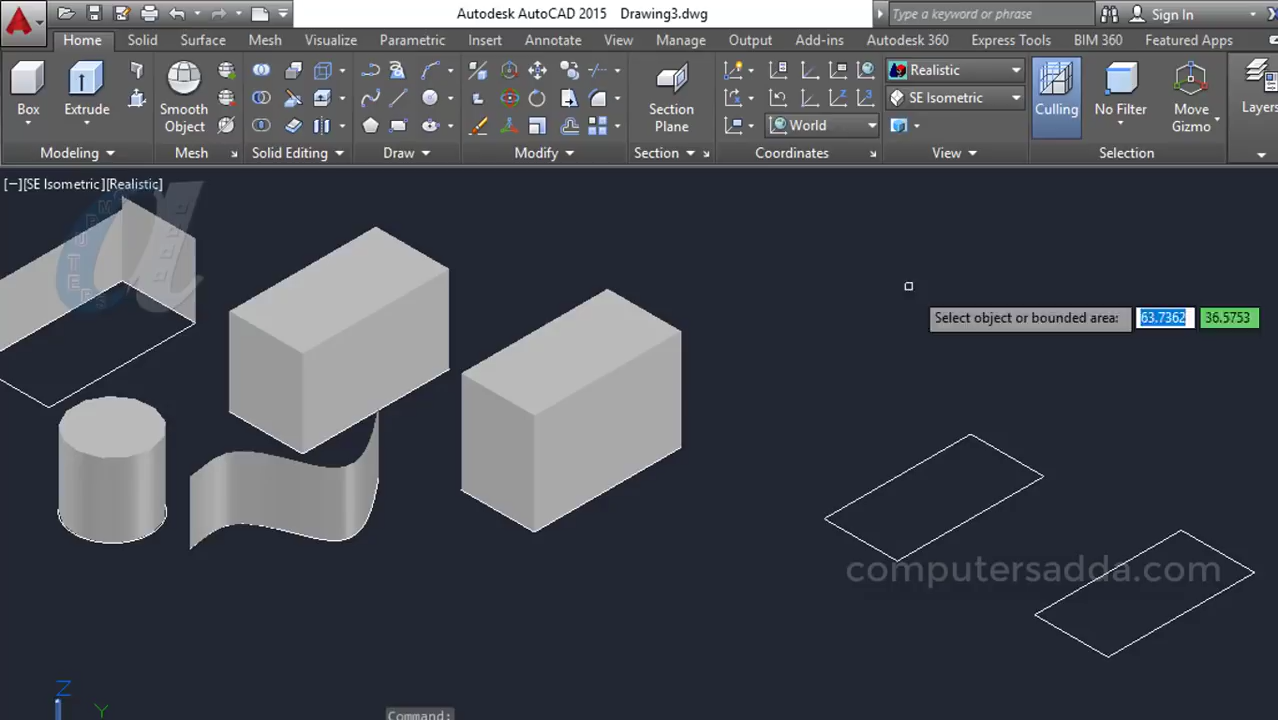 Autodesk AutoCAD 2015 Drawing3.dwg
Type a keyword or phrase
Sign In
Home Solid Surface Mesh Visualize Parametric Insert Annotate View Manage Output Add-ins Autodesk 360 Express Tools BIM 360 Featured Apps
Box
Extrude
Smooth
Object
Section
Plane
World
Realistic
SE Isometric
Culling
No Filter
Move
Gizmo
Layers
Modeling
Mesh
Solid Editing
Draw
Modify
Section
Coordinates
View
Selection
[−][SE Isometric][Realistic]
Select object or bounded area: 63.7362 36.5753
computersadda.com
Z
Y
Command: